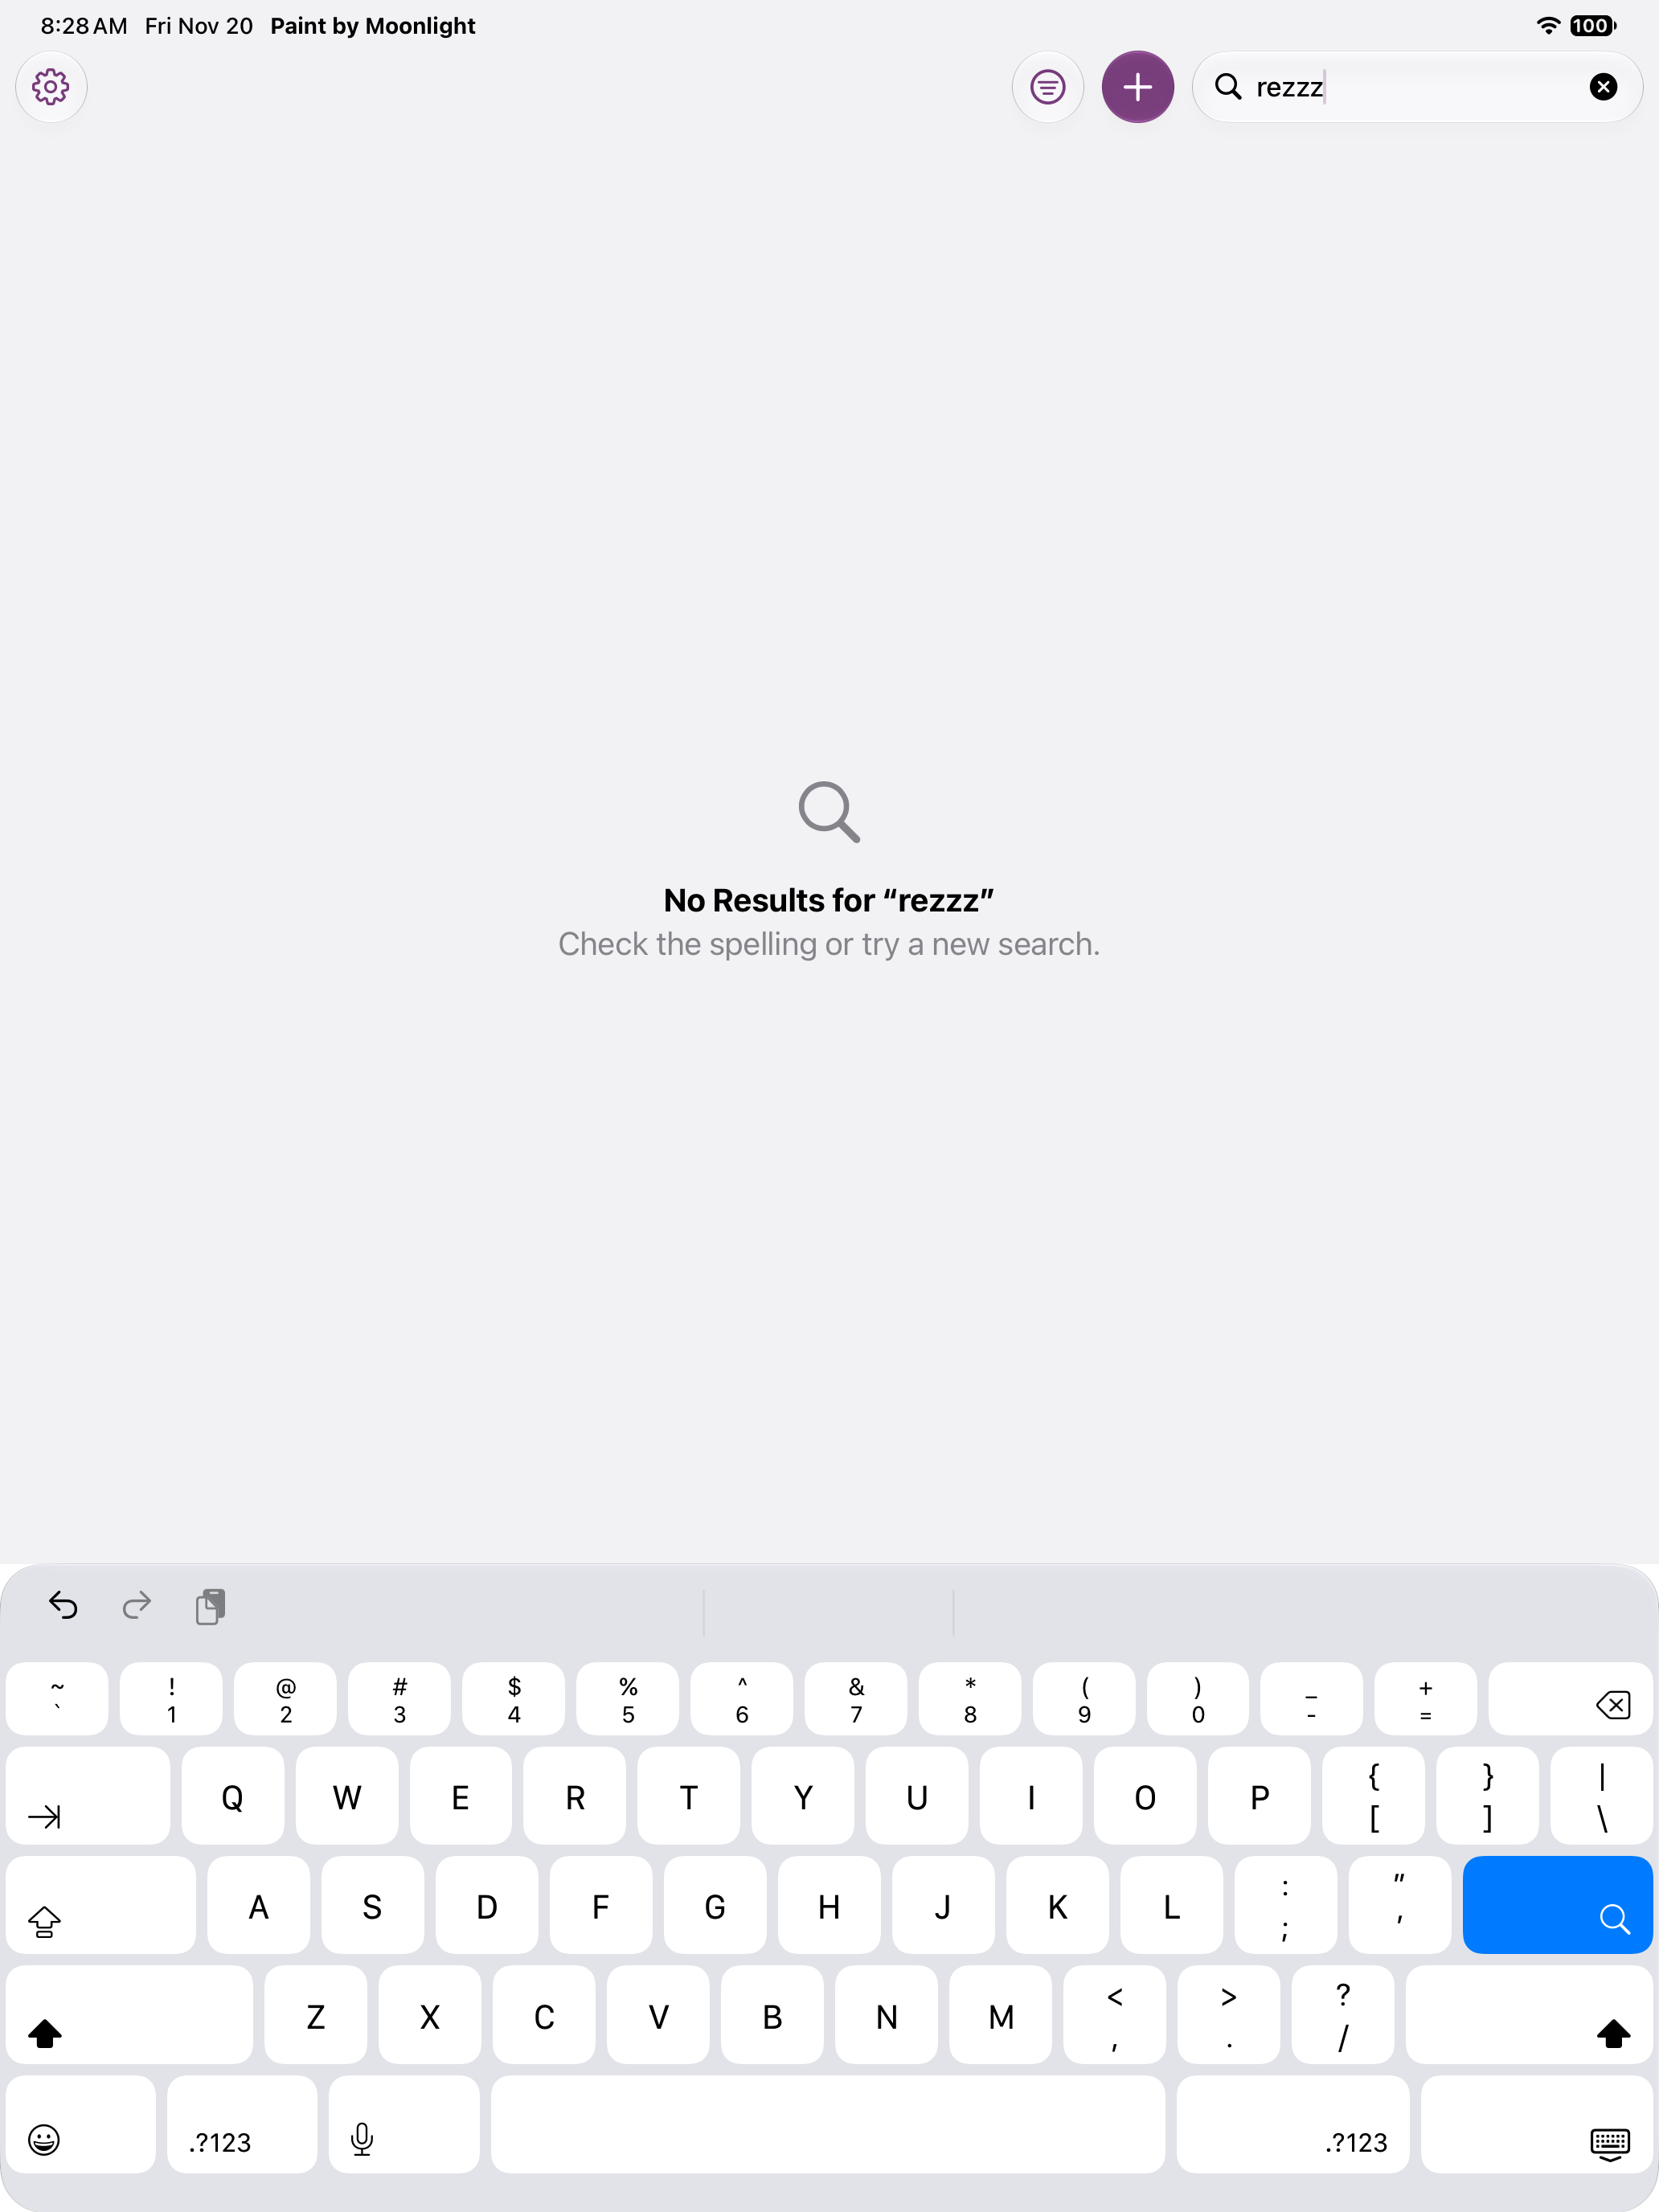 8:28 AM Fri Nov 20 Paint by Moonlight 100
rezzz
No Results for “rezzz”
Check the spelling or try a new search.
~ ! @ # $ % ^ & * ( ) _ +
` 1 2 3 4 5 6 7 8 9 0 - =
Q W E R T Y U I O P { } |
[ ] \
A S D F G H J K L : "
; '
Z X C V B N M < > ?
, . /
.?123 .?123